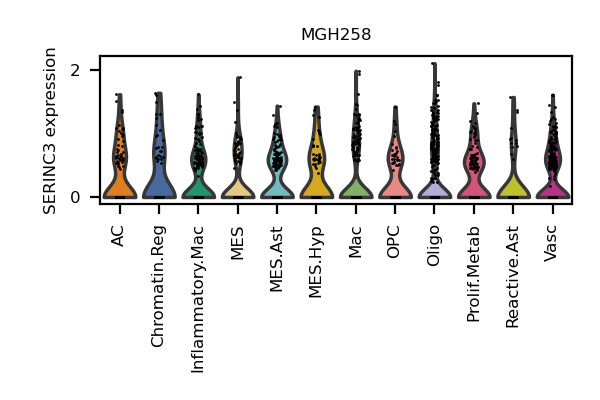 MGH258
SERINC3 expression
2
0
AC
Chromatin.Reg
Inflammatory.Mac
MES
MES.Ast
MES.Hyp
Mac
OPC
Oligo
Prolif.Metab
Reactive.Ast
Vasc